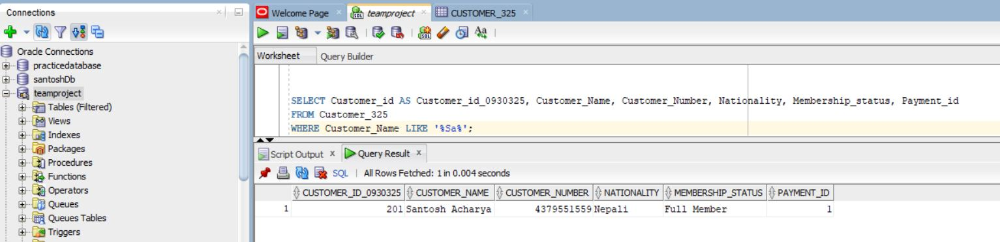 Connections
Oracle Connections
practicedatabase
santoshDb
teamproject
Tables (Filtered)
Views
Indexes
Packages
Procedures
Functions
Operators
Queues
Queues Tables
Triggers
Welcome Page
teamproject
CUSTOMER_325
Worksheet
Query Builder
SELECT Customer_id AS Customer_id_0930325, Customer_Name, Customer_Number, Nationality, Membership_status, Payment_id
FROM Customer_325
WHERE Customer_Name LIKE '%Sa%';
Script Output x
Query Result x
SQL | All Rows Fetched: 1 in 0.004 seconds
CUSTOMER_ID_0930325 CUSTOMER_NAME CUSTOMER_NUMBER NATIONALITY MEMBERSHIP_STATUS PAYMENT_ID
1 201 Santosh Acharya 4379551559 Nepali Full Member 1